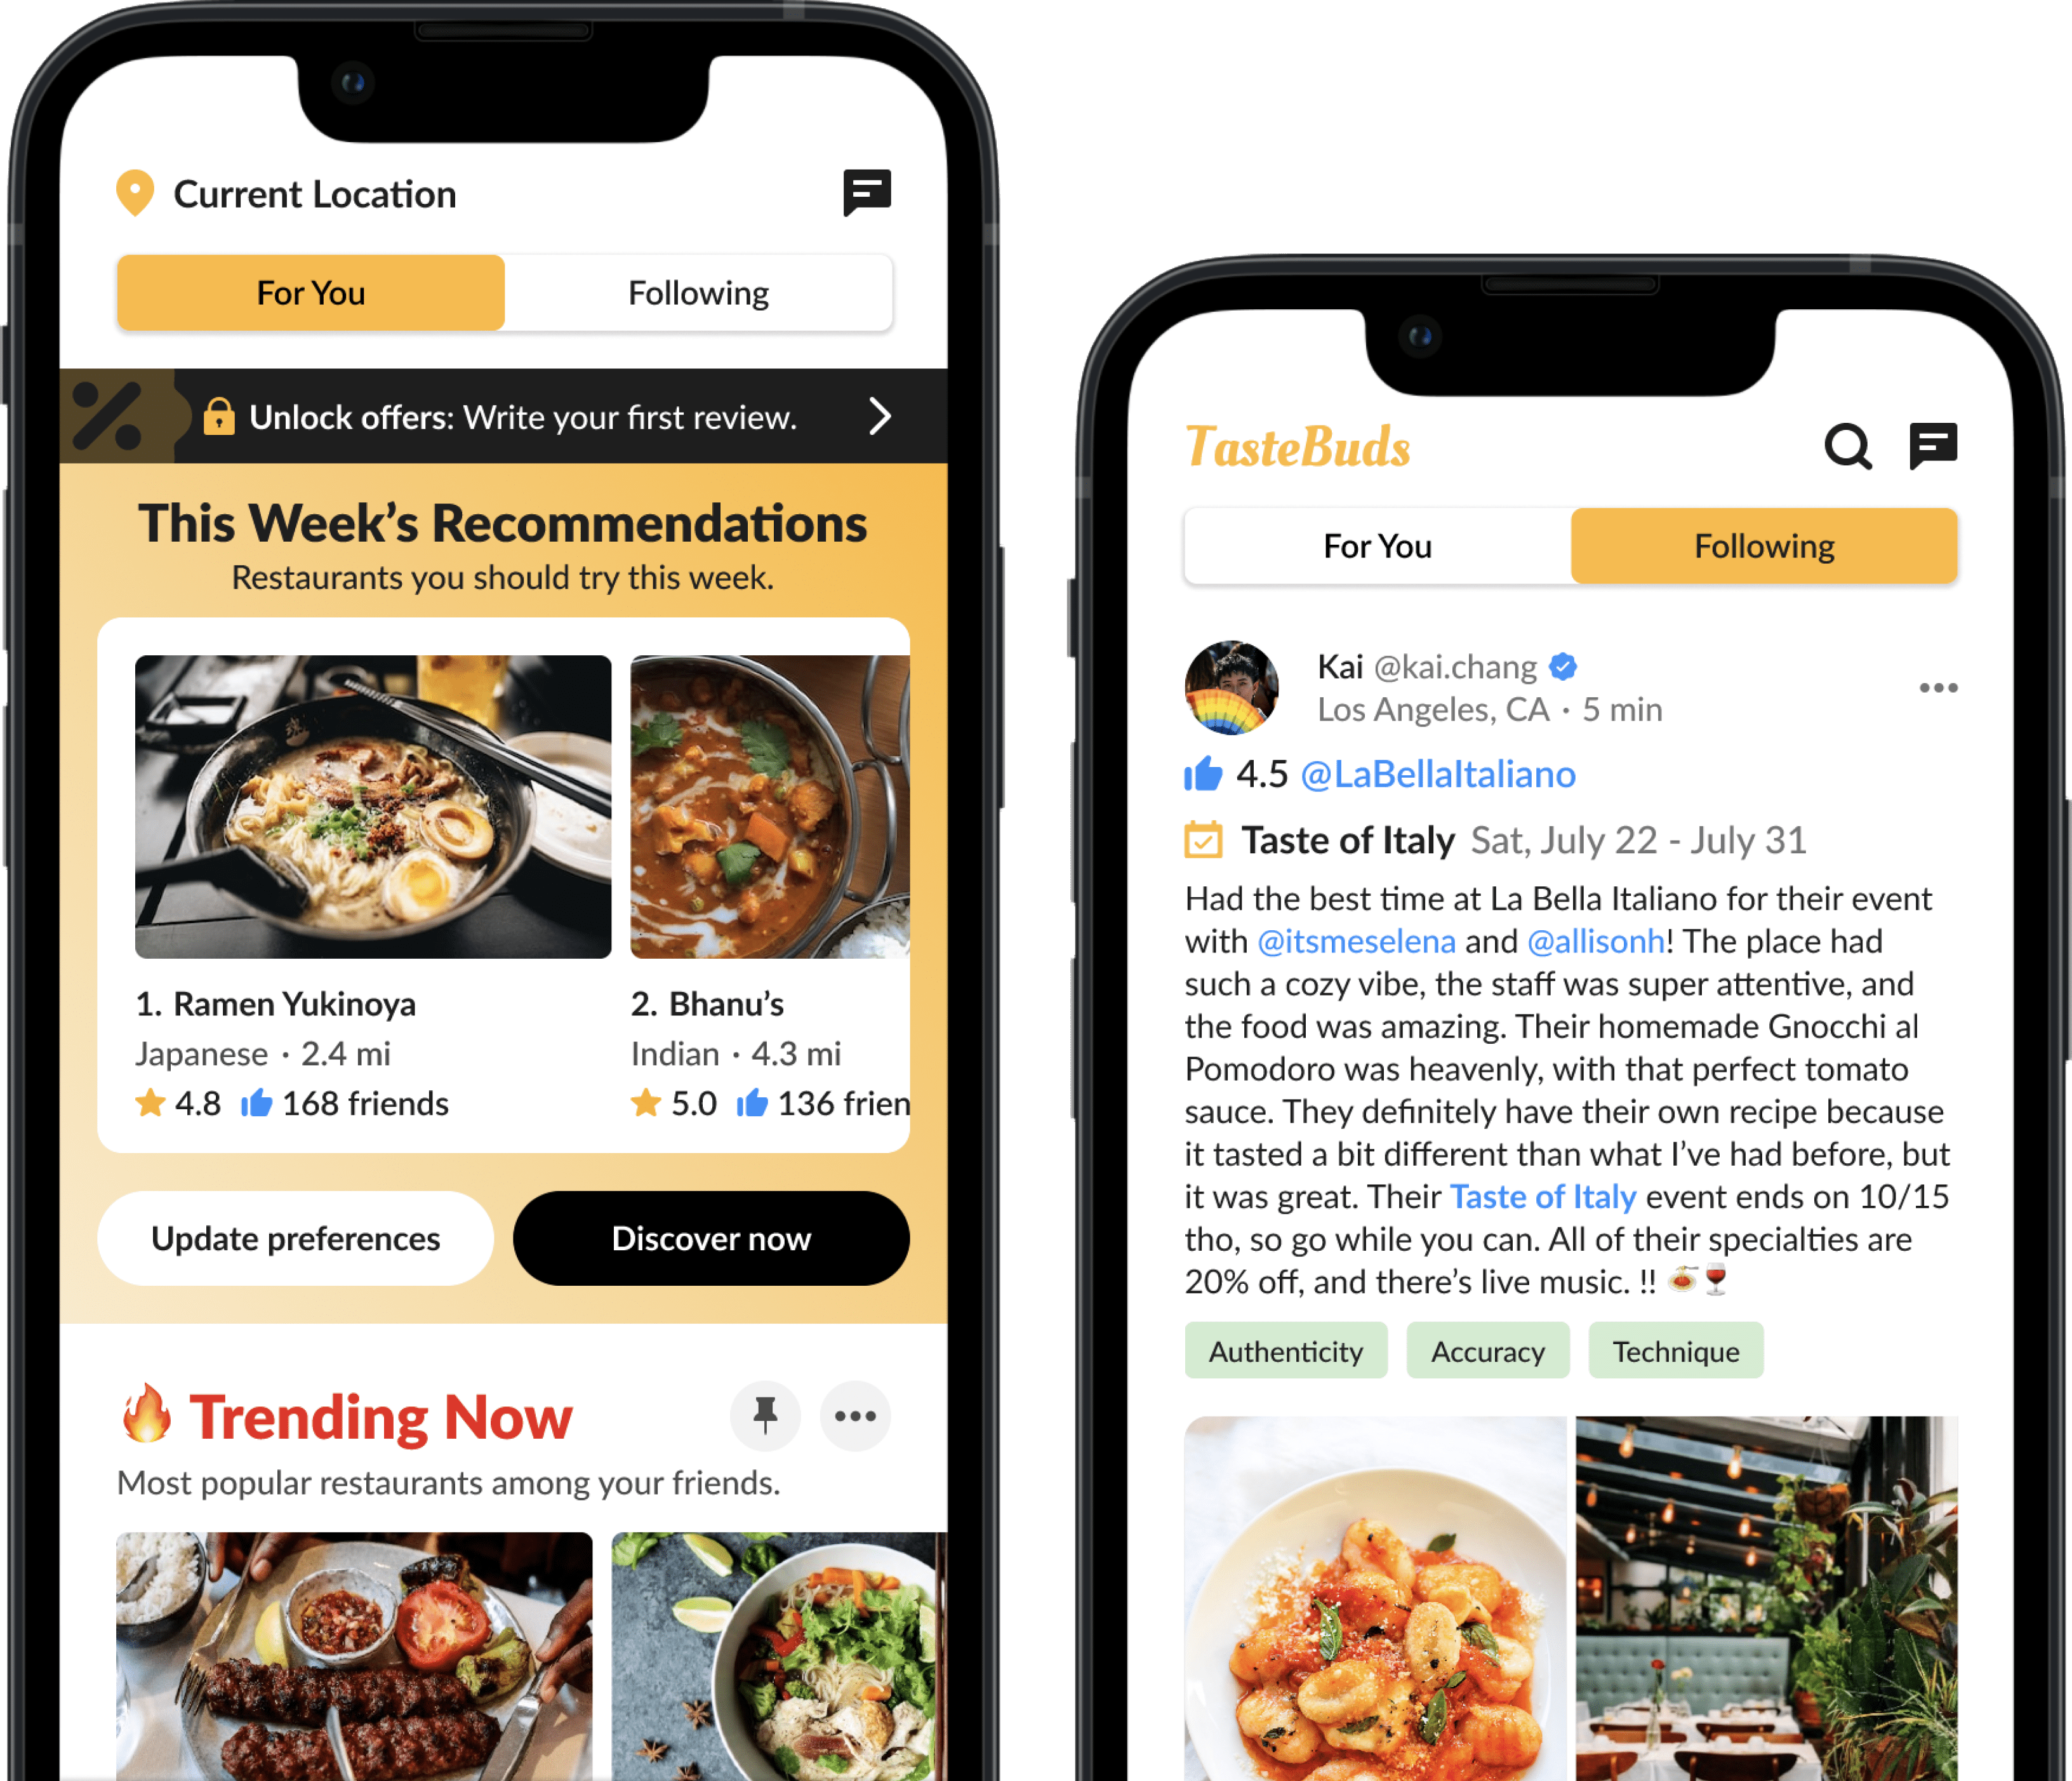 Current Location
For You
Following
Unlock offers: Write your first review.
This Week’s Recommendations
Restaurants you should try this week.
1. Ramen Yukinoya
Japanese · 2.4 mi
4.8 168 friends
2. Bhanu’s
Indian · 4.3 mi
5.0 136 frien
Update preferences
Discover now
Trending Now
Most popular restaurants among your friends.
TasteBuds
For You
Following
Kai @kai.chang
Los Angeles, CA · 5 min
4.5 @LaBellaItaliano
Taste of Italy Sat, July 22 - July 31
Had the best time at La Bella Italiano for their event
with @itsmeselena and @allisonh! The place had
such a cozy vibe, the staff was super attentive, and
the food was amazing. Their homemade Gnocchi al
Pomodoro was heavenly, with that perfect tomato
sauce. They definitely have their own recipe because
it tasted a bit different than what I’ve had before, but
it was great. Their Taste of Italy event ends on 10/15
tho, so go while you can. All of their specialties are
20% off, and there’s live music. !! 🍝🍷
Authenticity
Accuracy
Technique